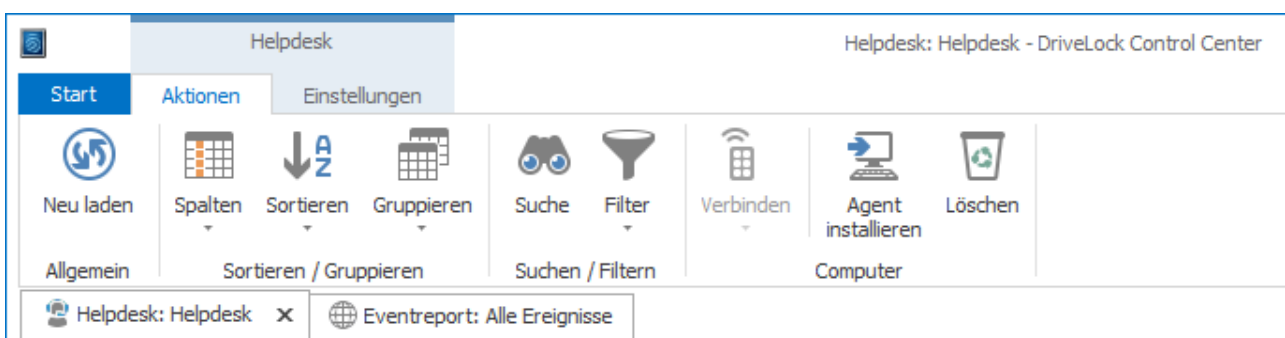 Helpdesk
Helpdesk: Helpdesk - DriveLock Control Center
Start
Aktionen
Einstellungen
Neu laden
Spalten
Sortieren
Gruppieren
Suche
Filter
Verbinden
Agent
installieren
Löschen
Allgemein
Sortieren / Gruppieren
Suchen / Filtern
Computer
Helpdesk: Helpdesk
Eventreport: Alle Ereignisse